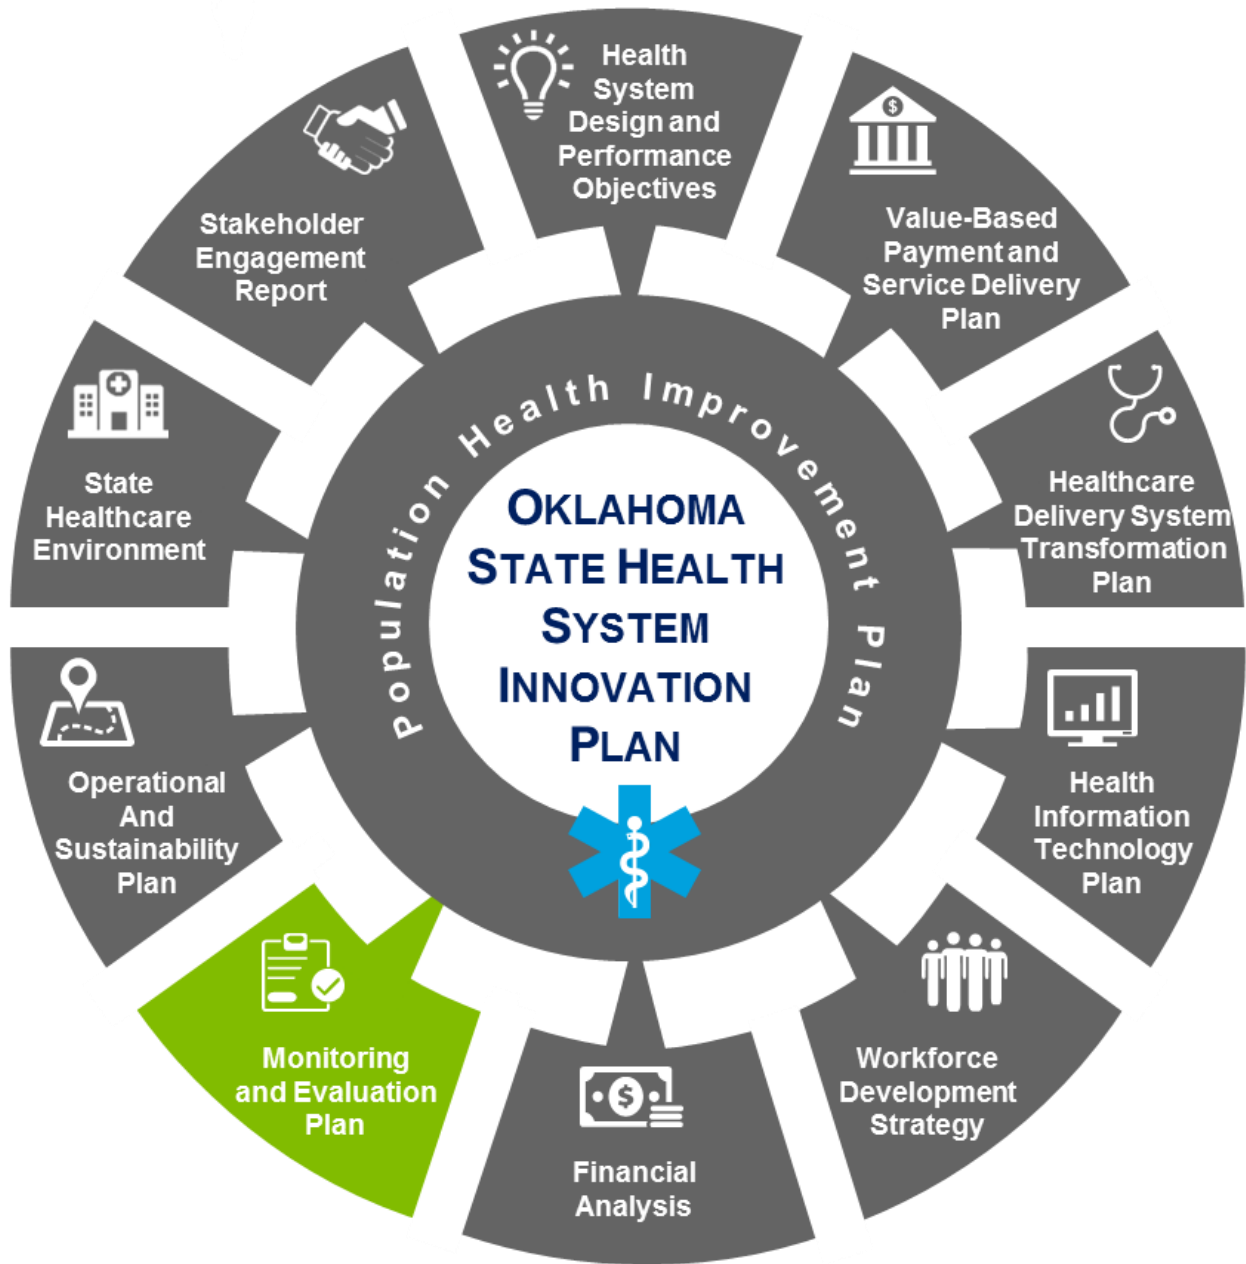 Health
System
Design and
Performance
Objectives
Value-Based
Payment and
Service Delivery
Plan
Healthcare
Delivery System
Transformation
Plan
Health
Information
Technology
Plan
Workforce
Development
Strategy
$
Financial
Analysis
Monitoring
and Evaluation
Plan
Operational
And
Sustainability
Plan
State
Healthcare
Environment
Stakeholder
Engagement
Report
$
Population Health Improvement Plan
OKLAHOMA
STATE HEALTH
SYSTEM
INNOVATION
PLAN